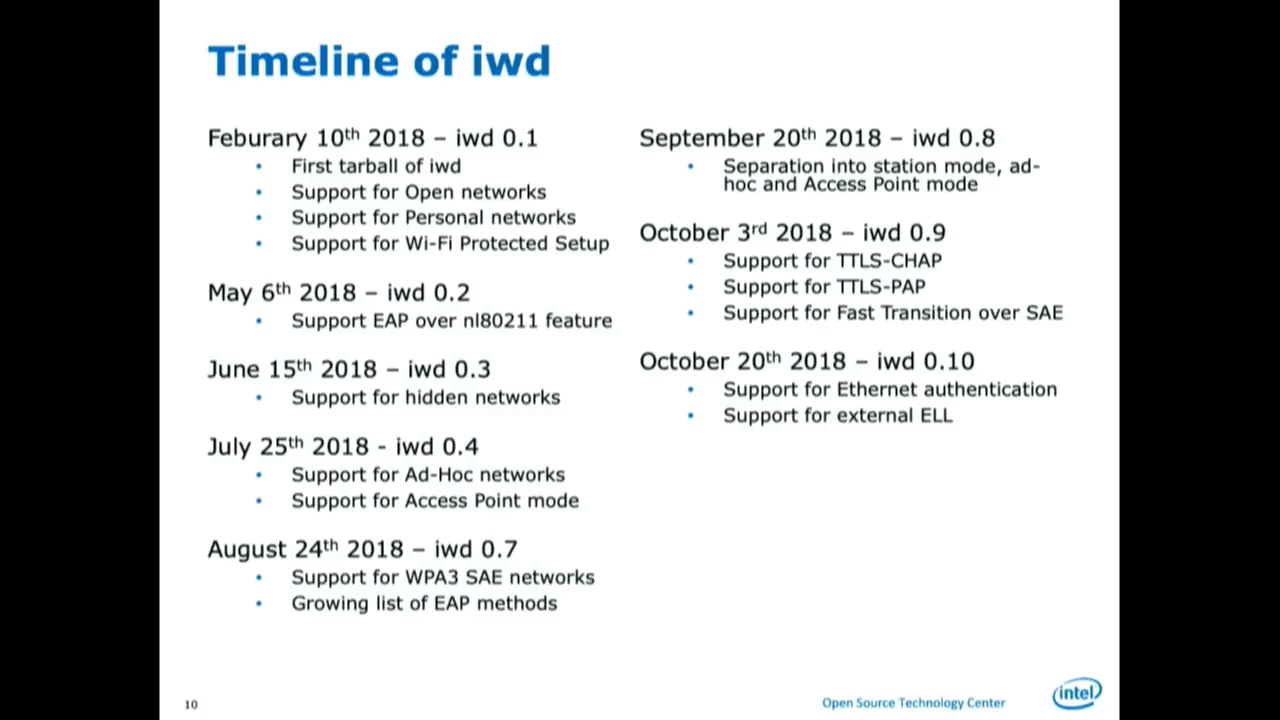 Timeline of iwd
Feburary 10th 2018 – iwd 0.1
• First tarball of iwd
• Support for Open networks
• Support for Personal networks
• Support for Wi-Fi Protected Setup
May 6th 2018 – iwd 0.2
• Support EAP over nl80211 feature
June 15th 2018 – iwd 0.3
• Support for hidden networks
July 25th 2018 - iwd 0.4
• Support for Ad-Hoc networks
• Support for Access Point mode
August 24th 2018 – iwd 0.7
• Support for WPA3 SAE networks
• Growing list of EAP methods
September 20th 2018 – iwd 0.8
• Separation into station mode, ad-
hoc and Access Point mode
October 3rd 2018 – iwd 0.9
• Support for TTLS-CHAP
• Support for TTLS-PAP
• Support for Fast Transition over SAE
October 20th 2018 – iwd 0.10
• Support for Ethernet authentication
• Support for external ELL
10
Open Source Technology Center
intel